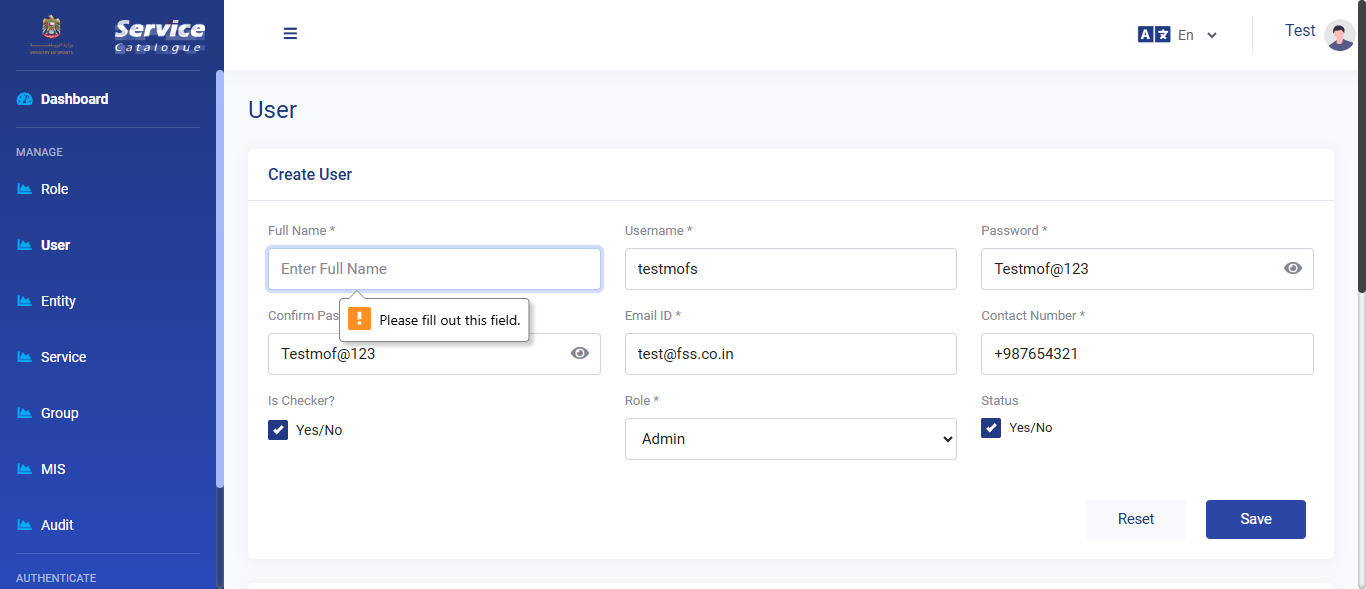 MINISTRY OF SPORTS
Service
Catalogue
En
Test
Dashboard
MANAGE
Role
User
Entity
Service
Group
MIS
Audit
AUTHENTICATE
User
Create User
Full Name *
Username *
Password *
Enter Full Name
testmofs
Testmof@123
Please fill out this field.
Confirm Pas
Email ID *
Contact Number *
Testmof@123
test@fss.co.in
+987654321
Is Checker?
Role *
Status
Yes/No
Admin
Yes/No
Reset
Save